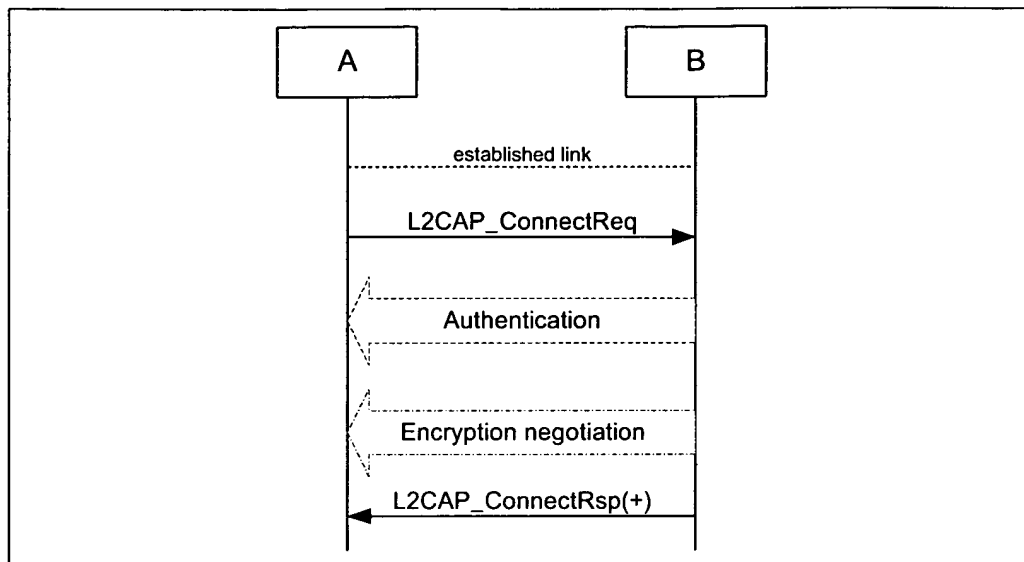 A
B
established link
L2CAP_ConnectReq
Authentication
Encryption negotiation
L2CAP_ConnectRsp(+)